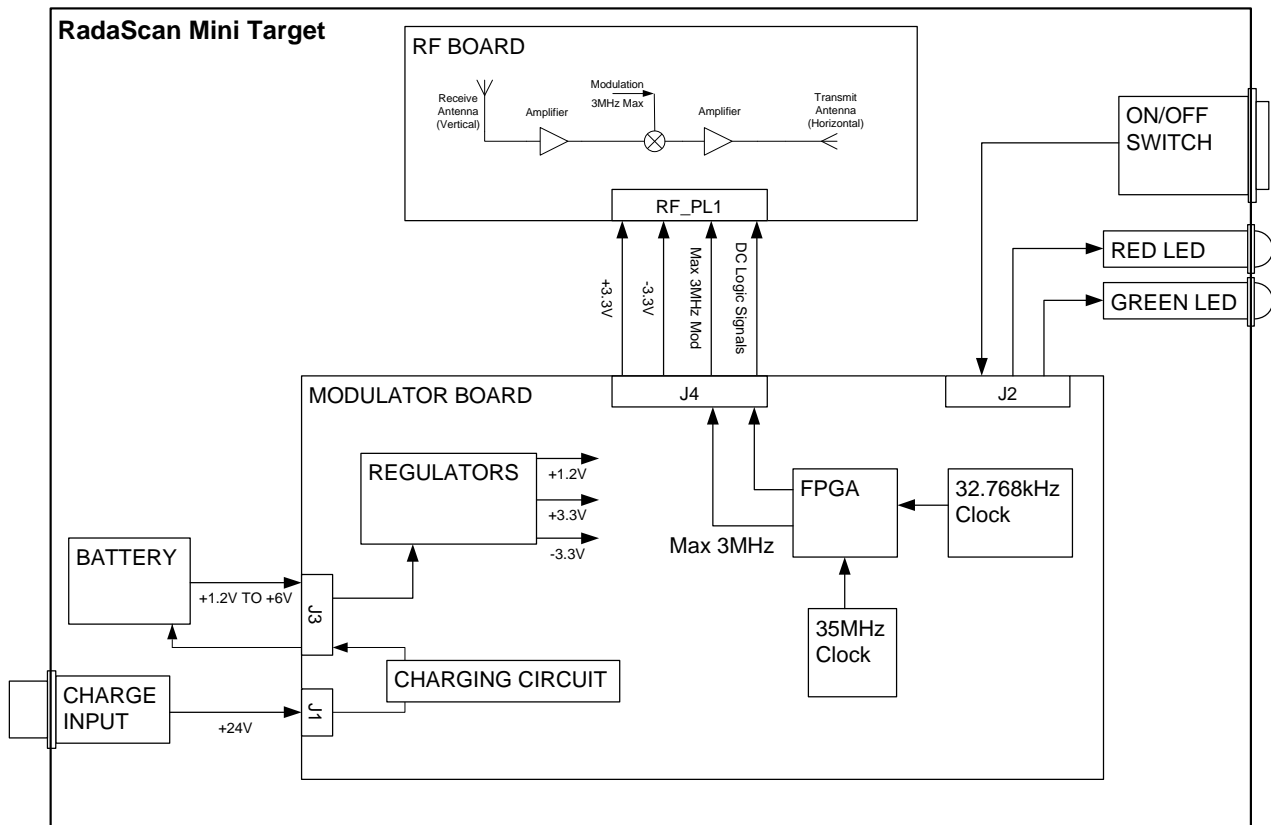 RadaScan Mini Target
RF BOARD
Receive
Antenna
(Vertical)
Amplifier
Modulation
3MHz Max
Amplifier
Transmit
Antenna
(Horizontal)
RF_PL1
ON/OFF
SWITCH
RED LED
GREEN LED
+3.3V
-3.3V
Max 3MHz Mod
DC Logic Signals
MODULATOR BOARD
J4
J2
REGULATORS
+1.2V
+3.3V
-3.3V
FPGA
32.768kHz
Clock
Max 3MHz
35MHz
Clock
BATTERY
+1.2V TO +6V
J3
CHARGING CIRCUIT
CHARGE
INPUT
+24V
J1